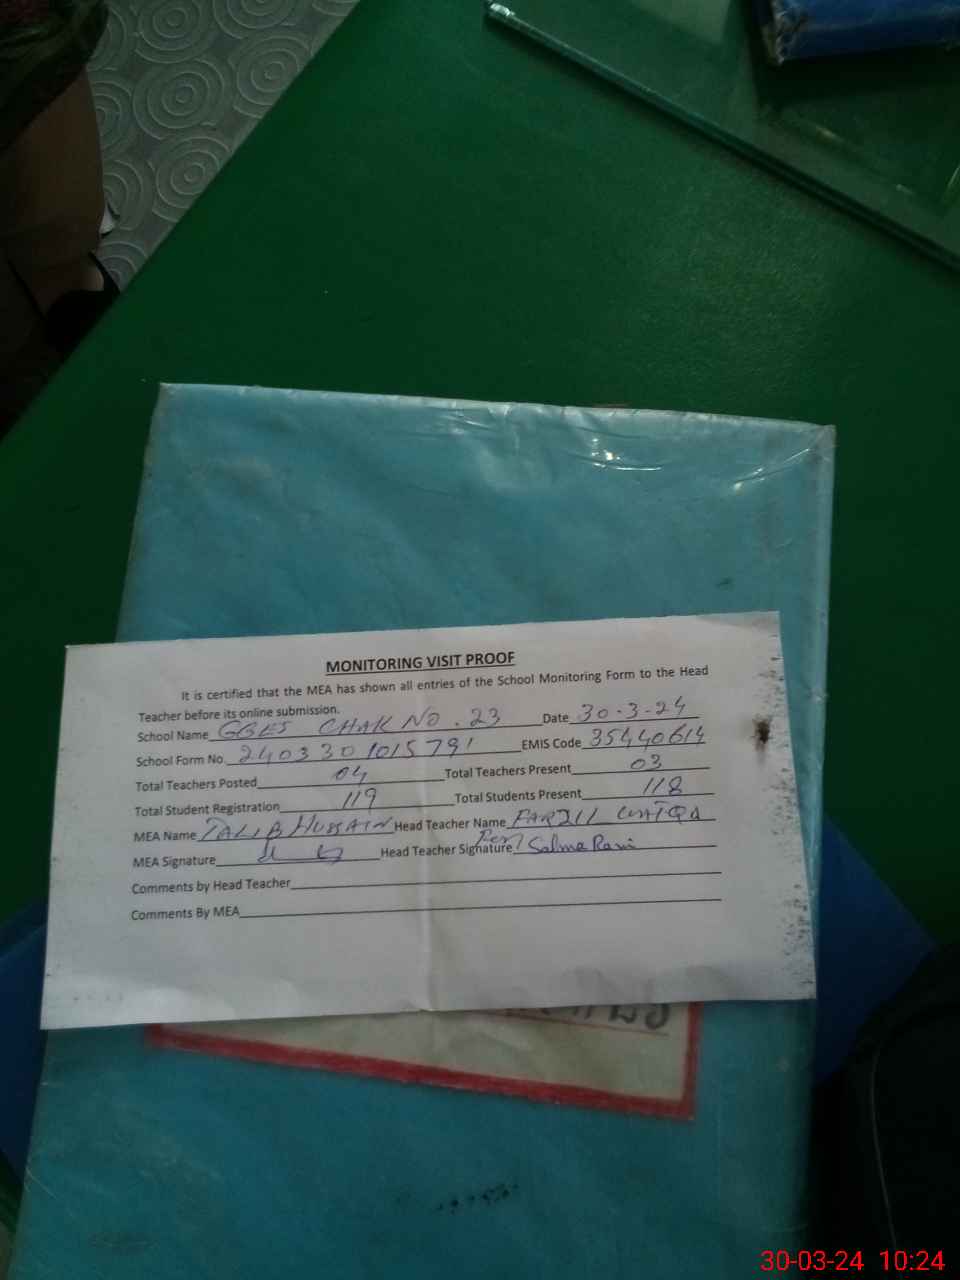 MONITORING VISIT PROOF
It is certified that the MEA has shown all entries of the School Monitoring Form to the Head
Teacher before its online submission.
School Name GGES CHAK NO. 23 Date 30-3-24
School Form No. 2403301015791 EMIS Code 35440614
Total Teachers Posted 04 Total Teachers Present 03
Total Student Registration 119 Total Students Present 118
MEA Name TALIB HUSSAIN Head Teacher Name
MEA Signature Head Teacher Signature Salma Rani
Comments by Head Teacher
Comments By MEA
30-03-24 10:24